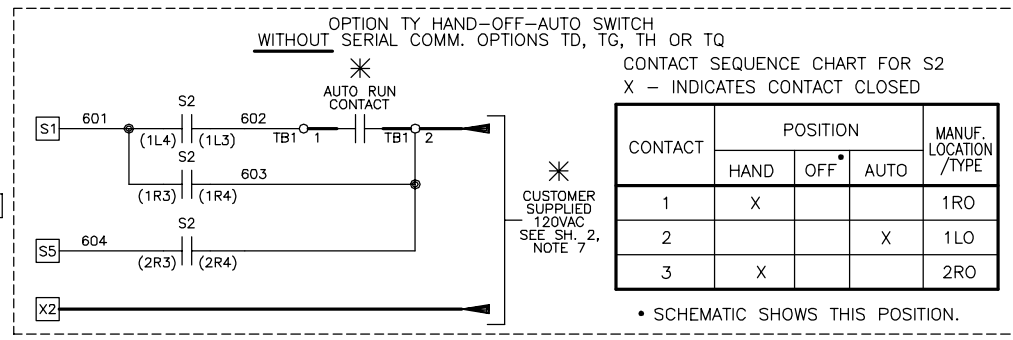 OPTION TY HAND-OFF-AUTO SWITCH
WITHOUT SERIAL COMM. OPTIONS TD, TG, TH OR TQ
AUTO RUN
CONTACT
S1 601 S2 602 TB1 1 TB1 2
(1L4) (1L3)
S2
603
(1R3) (1R4)
S2
S5 604
(2R3) (2R4)
X2
CUSTOMER
SUPPLIED
120VAC
SEE SH. 2,
NOTE 7
CONTACT SEQUENCE CHART FOR S2
X - INDICATES CONTACT CLOSED
CONTACT POSITION MANUF. LOCATION /TYPE
HAND OFF• AUTO
1 X 1RO
2 X 1LO
3 X 2RO
• SCHEMATIC SHOWS THIS POSITION.